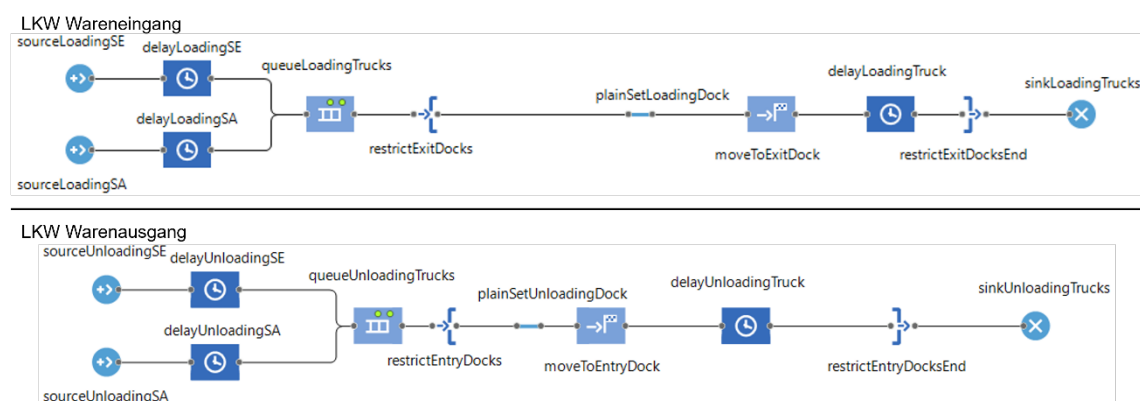 LKW Wareneingang
sourceLoadingSE
delayLoadingSE
queueLoadingTrucks
delayLoadingTruck
sinkLoadingTrucks
plainSetLoadingDock
delayLoadingSA
restrictExitDocks
moveToExitDock
restrictExitDocksEnd
sourceLoadingSA
LKW Warenausgang
sourceUnloadingSE
delayUnloadingSE
queueUnloadingTrucks
delayUnloadingTruck
sinkUnloadingTrucks
plainSetUnloadingDock
delayUnloadingSA
restrictEntryDocks
moveToEntryDock
restrictEntryDocksEnd
sourceUnloadingSA